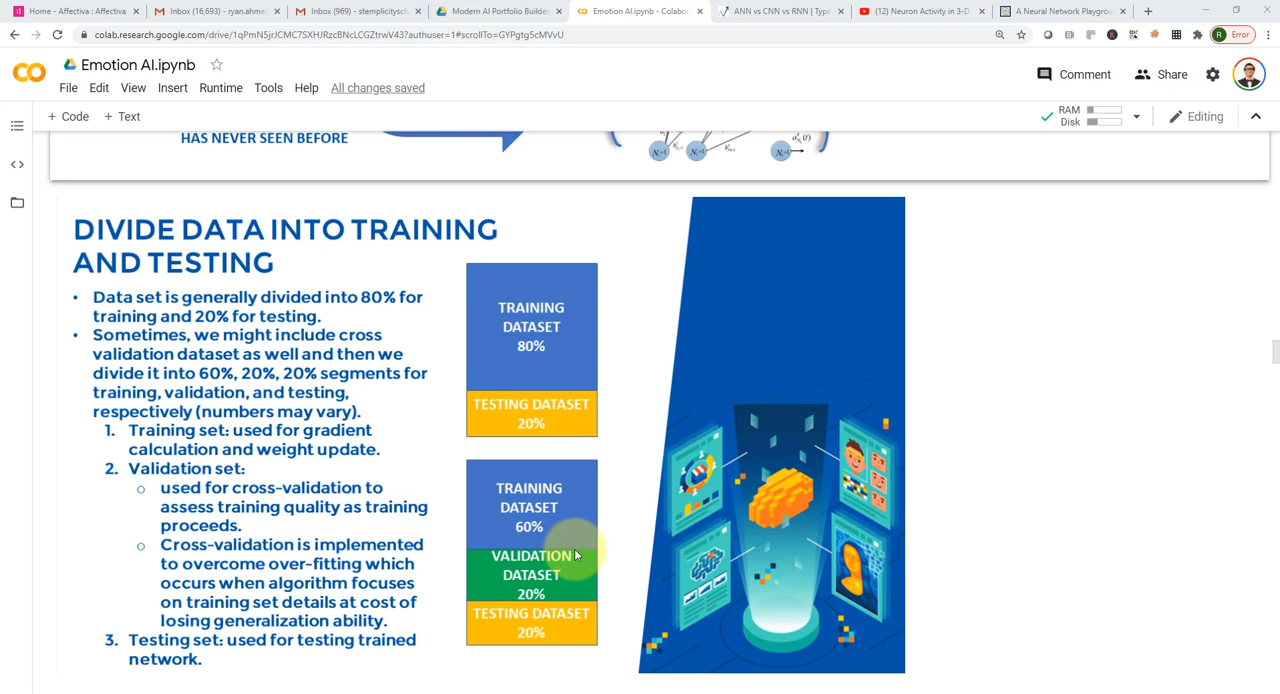 Home - Affectiva : Affectiva
Inbox (16,693) - ryan.ahme
Inbox (969) - stemplicitysch
Modern AI Portfolio Builde
Emotion AI.ipynb - Colabo
ANN vs CNN vs RNN | Type
(12) Neuron Activity in 3-D
A Neural Network Playgrou
colab.research.google.com/drive/1qPmN5jrJCMC7SXHJRzcBNcLCGZtrwV43?authuser=1#scrollTo=GYPgtg5cMVvU
R Error
CO Emotion AI.ipynb
File Edit View Insert Runtime Tools Help All changes saved
Comment Share
+ Code + Text
RAM
Disk
Editing
HAS NEVER SEEN BEFORE
DIVIDE DATA INTO TRAINING
AND TESTING
• Data set is generally divided into 80% for
training and 20% for testing.
• Sometimes, we might include cross
validation dataset as well and then we
divide it into 60%, 20%, 20% segments for
training, validation, and testing,
respectively (numbers may vary).
1. Training set: used for gradient
calculation and weight update.
2. Validation set:
o used for cross-validation to
assess training quality as training
proceeds.
o Cross-validation is implemented
to overcome over-fitting which
occurs when algorithm focuses
on training set details at cost of
losing generalization ability.
3. Testing set: used for testing trained
network.
TRAINING
DATASET
80%
TESTING DATASET
20%
TRAINING
DATASET
60%
VALIDATION
DATASET
20%
TESTING DATASET
20%